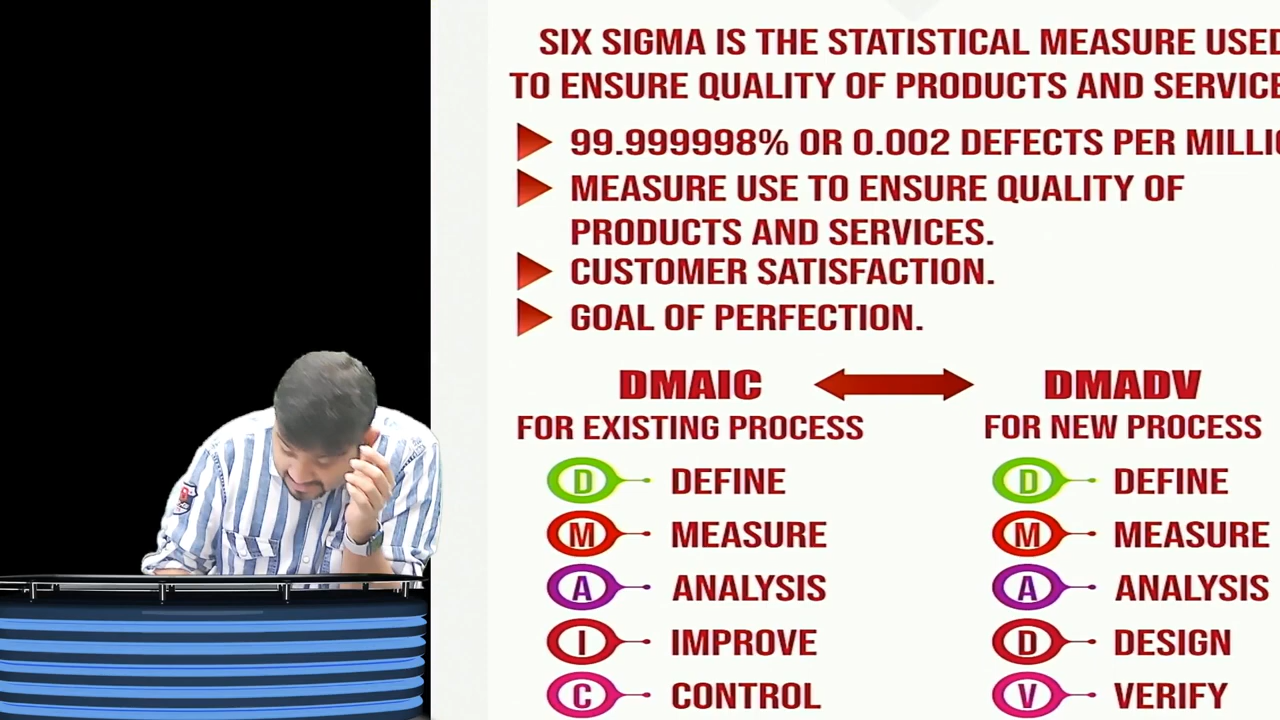 SIX SIGMA IS THE STATISTICAL MEASURE USED
TO ENSURE QUALITY OF PRODUCTS AND SERVICE
99.999998% OR 0.002 DEFECTS PER
MEASURE USE TO ENSURE QUALITY OF
PRODUCTS AND SERVICES.
CUSTOMER SATISFACTION.
GOAL OF PERFECTION.
DMAIC DMADV
FOR EXISTING PROCESS FOR NEW PROCESS
D DEFINE D DEFINE
M MEASURE M MEASURE
A ANALYSIS A ANALYSIS
I IMPROVE D DESIGN
C CONTROL V VERIFY